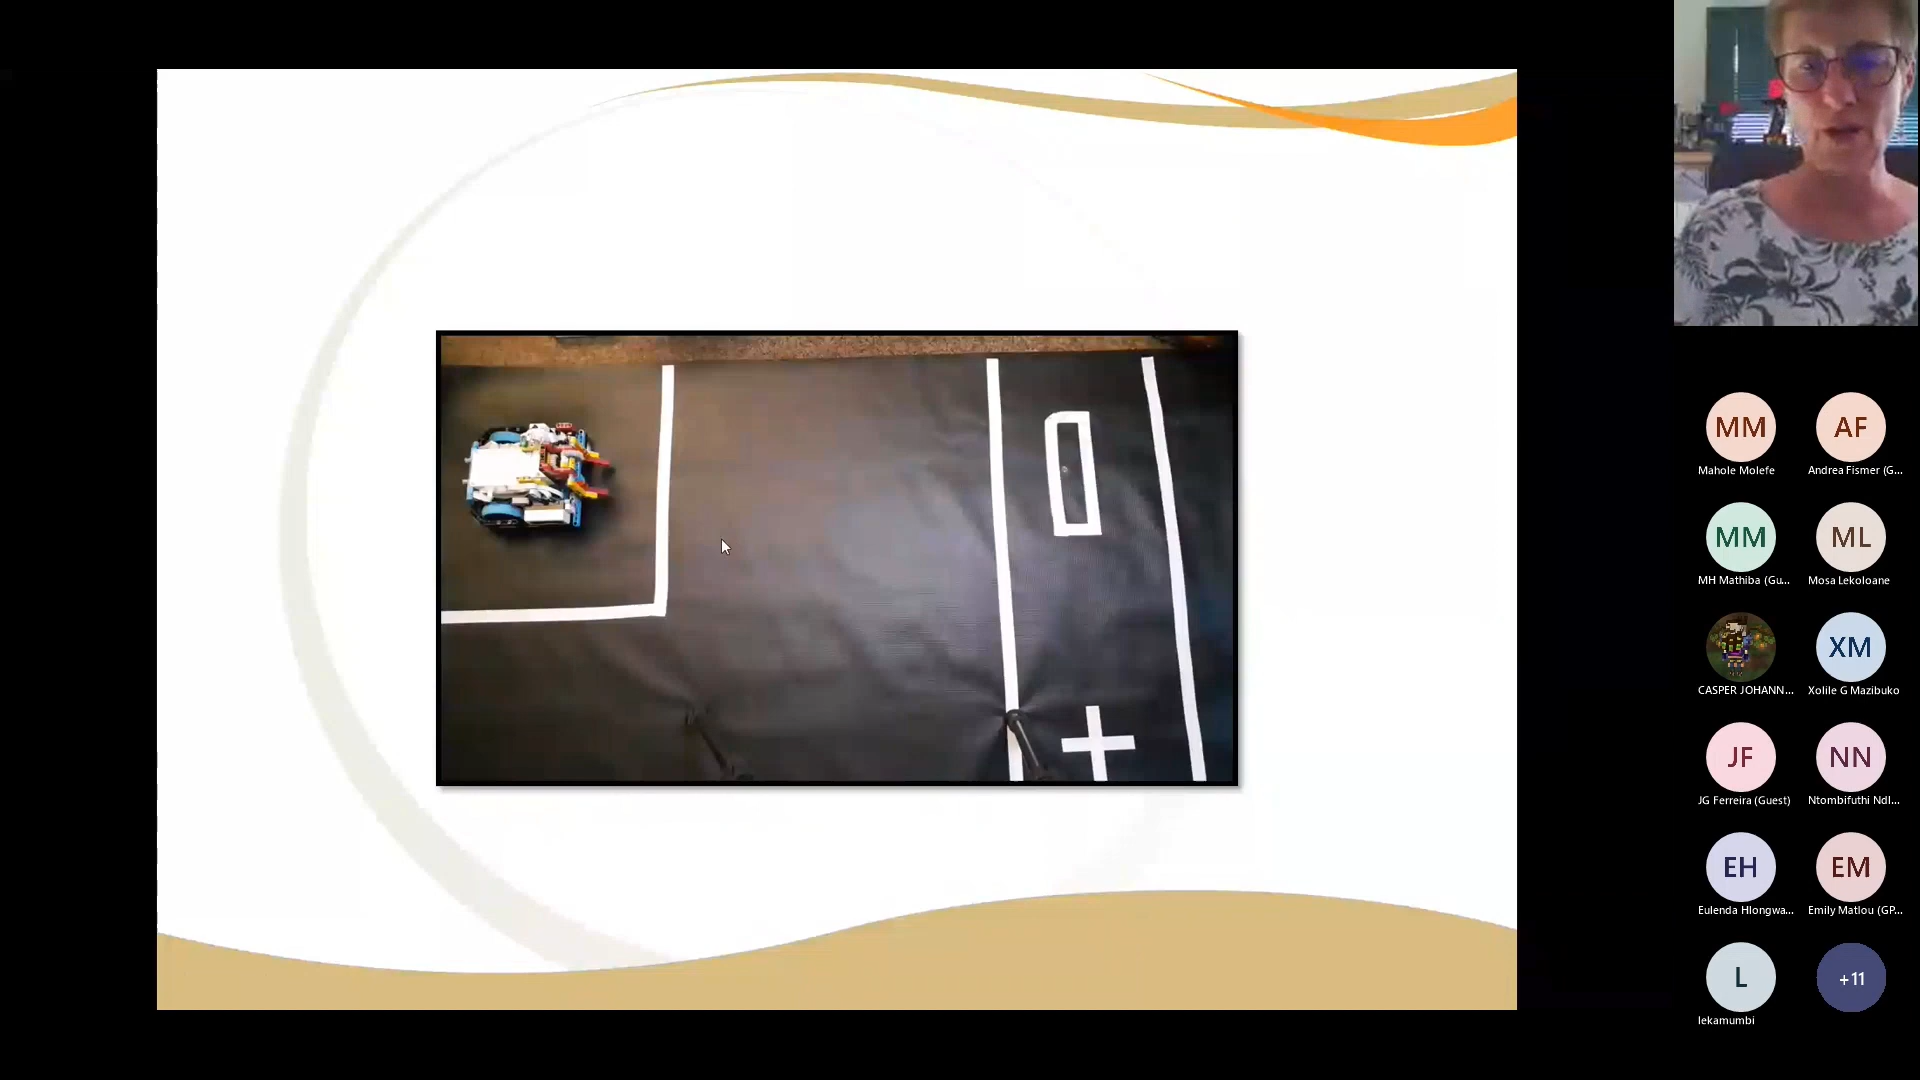 MM
AF
Mahole Molefe
Andrea Fismer (G...
MM
ML
MH Mathiba (Gu...
Mosa Lekoloane
XM
CASPER JOHANN...
Xolile G Mazibuko
JF
NN
JG Ferreira (Guest)
Ntombifuthi Ndl...
EH
EM
Eulenda Hlongwa...
Emily Matlou (GP...
L
+11
lekamumbi